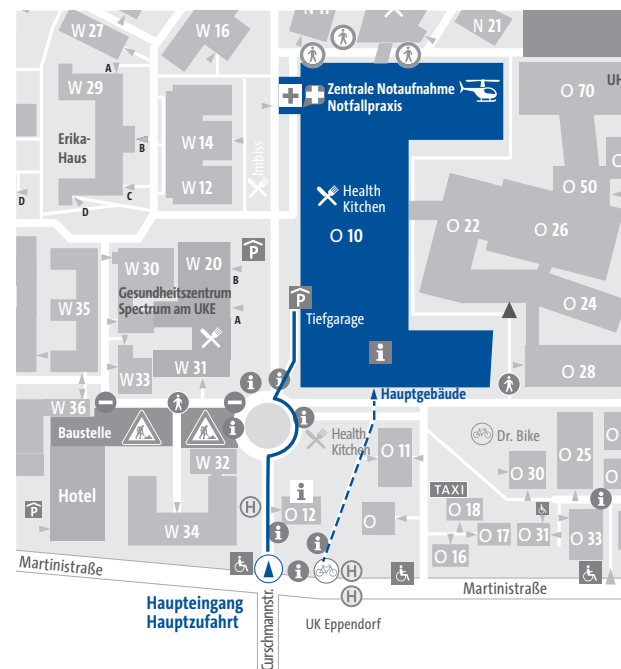 W 27
W 16
N 21
A
W 29
Zentrale Notaufnahme
Notfallpraxis
O 70
UH
Erika-
Haus
B
W 14
Imbiss
W 12
C
D
D
Health
Kitchen
O 10
O 50
O 22
O 26
P
W 30
W 20
B
Gesundheitszentrum
Spectrum am UKE
A
W 35
P
Tiefgarage
O 24
W 31
W 33
i
O 28
i
i
Hauptgebäude
W 36
Baustelle
i
i
Health
Kitchen
O 11
Dr. Bike
O 25
O
W 32
O 30
Hotel
i
TAXI
O
i
P
H
O 12
O
O 18
W 34
O 17
O 31
O 33
i
i
O 16
Martinistraße
i
H
H
Martinistraße
Haupteingang
Hauptzufahrt
Curschmannstr.
UK Eppendorf